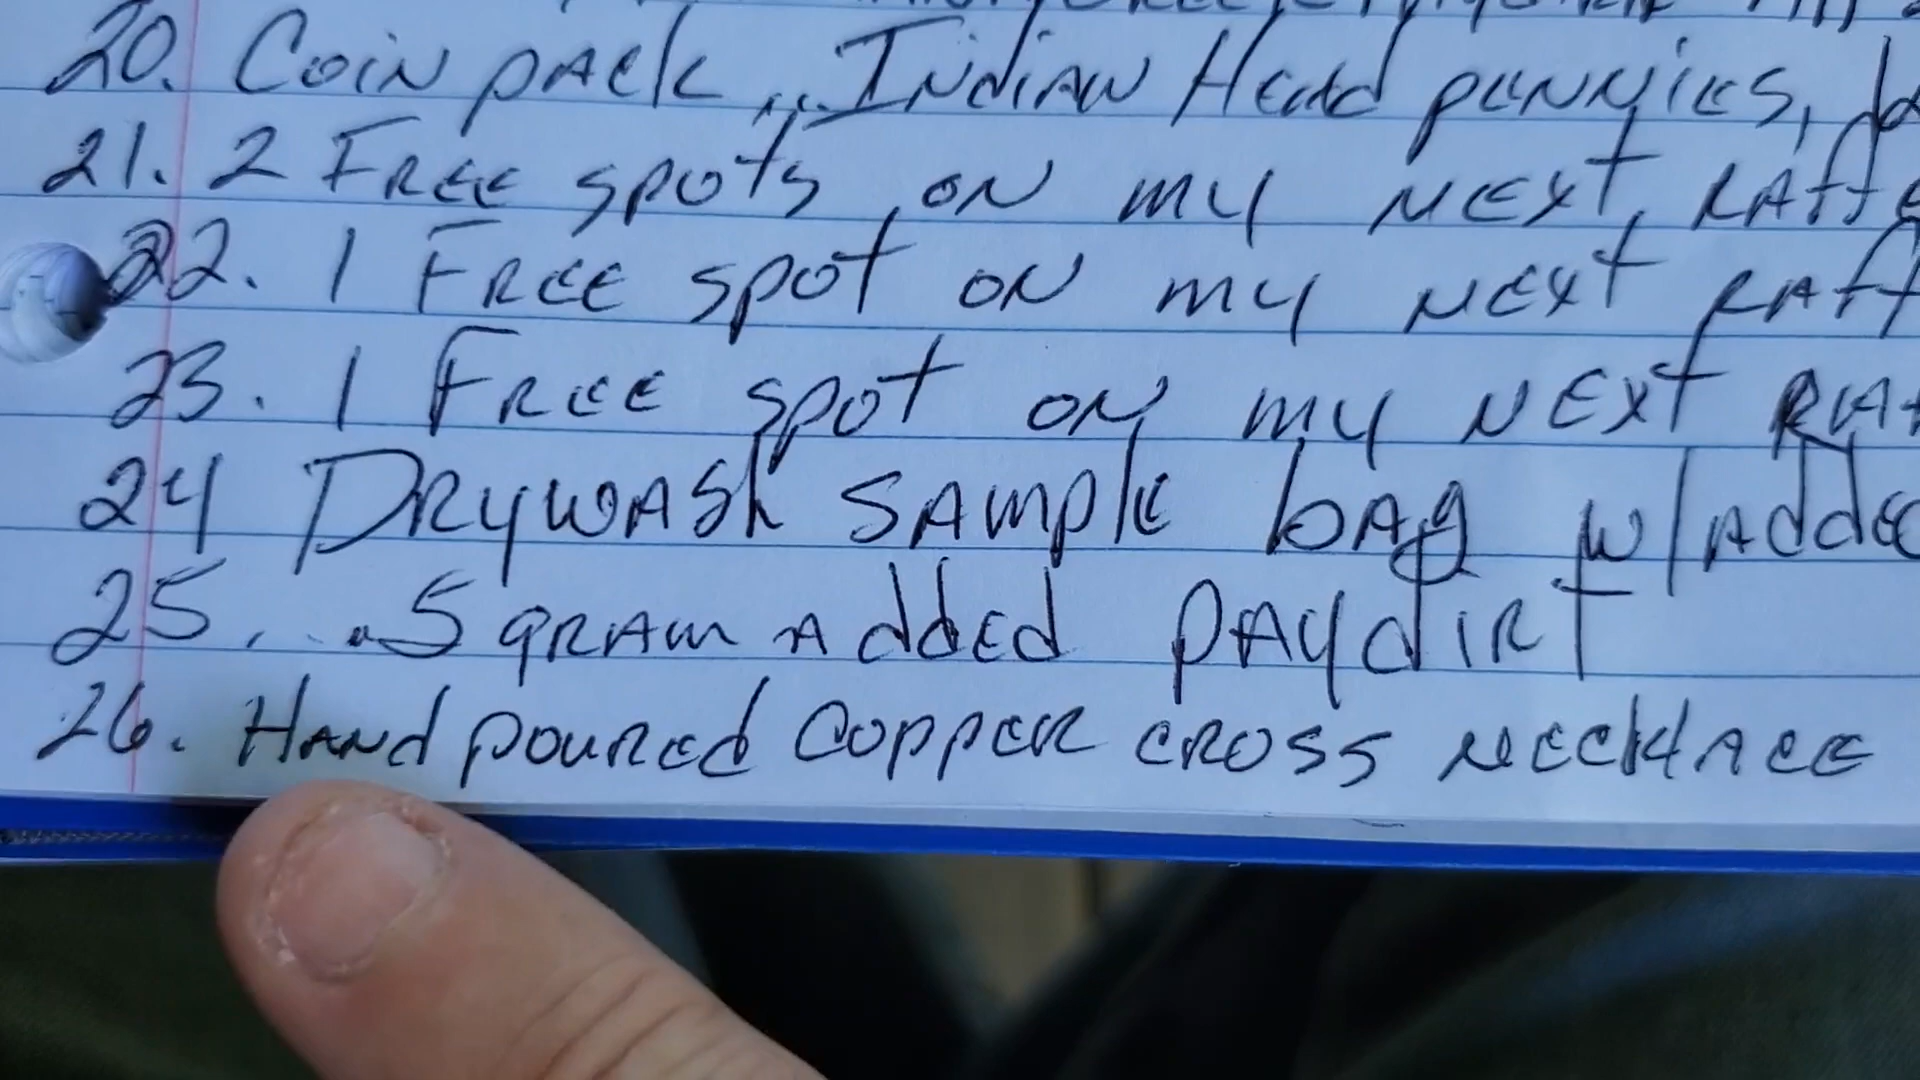 20. Coin pack... Indian Head pennies,
21. 2 Free spots on my next
22. 1 Free spot on my next
23. 1 Free spot on my next
24 Drywash sample bag w/added
25. .. .5 gram added paydirt
26. Hand poured copper cross necklace